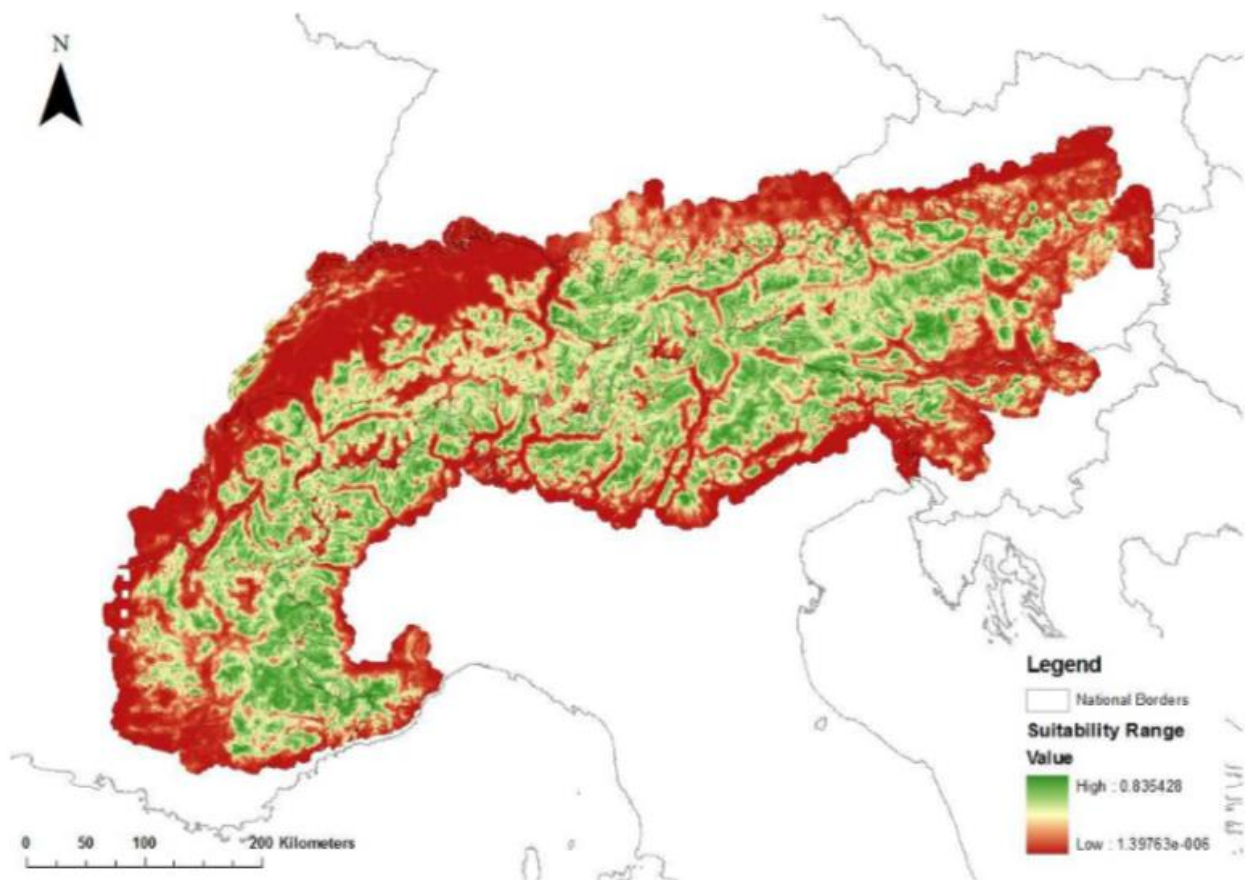 N
Legend
National Borders
Suitability Range
Value
High : 0.835428
Low : 1.39763e-006
0 50 100 200 Kilometers